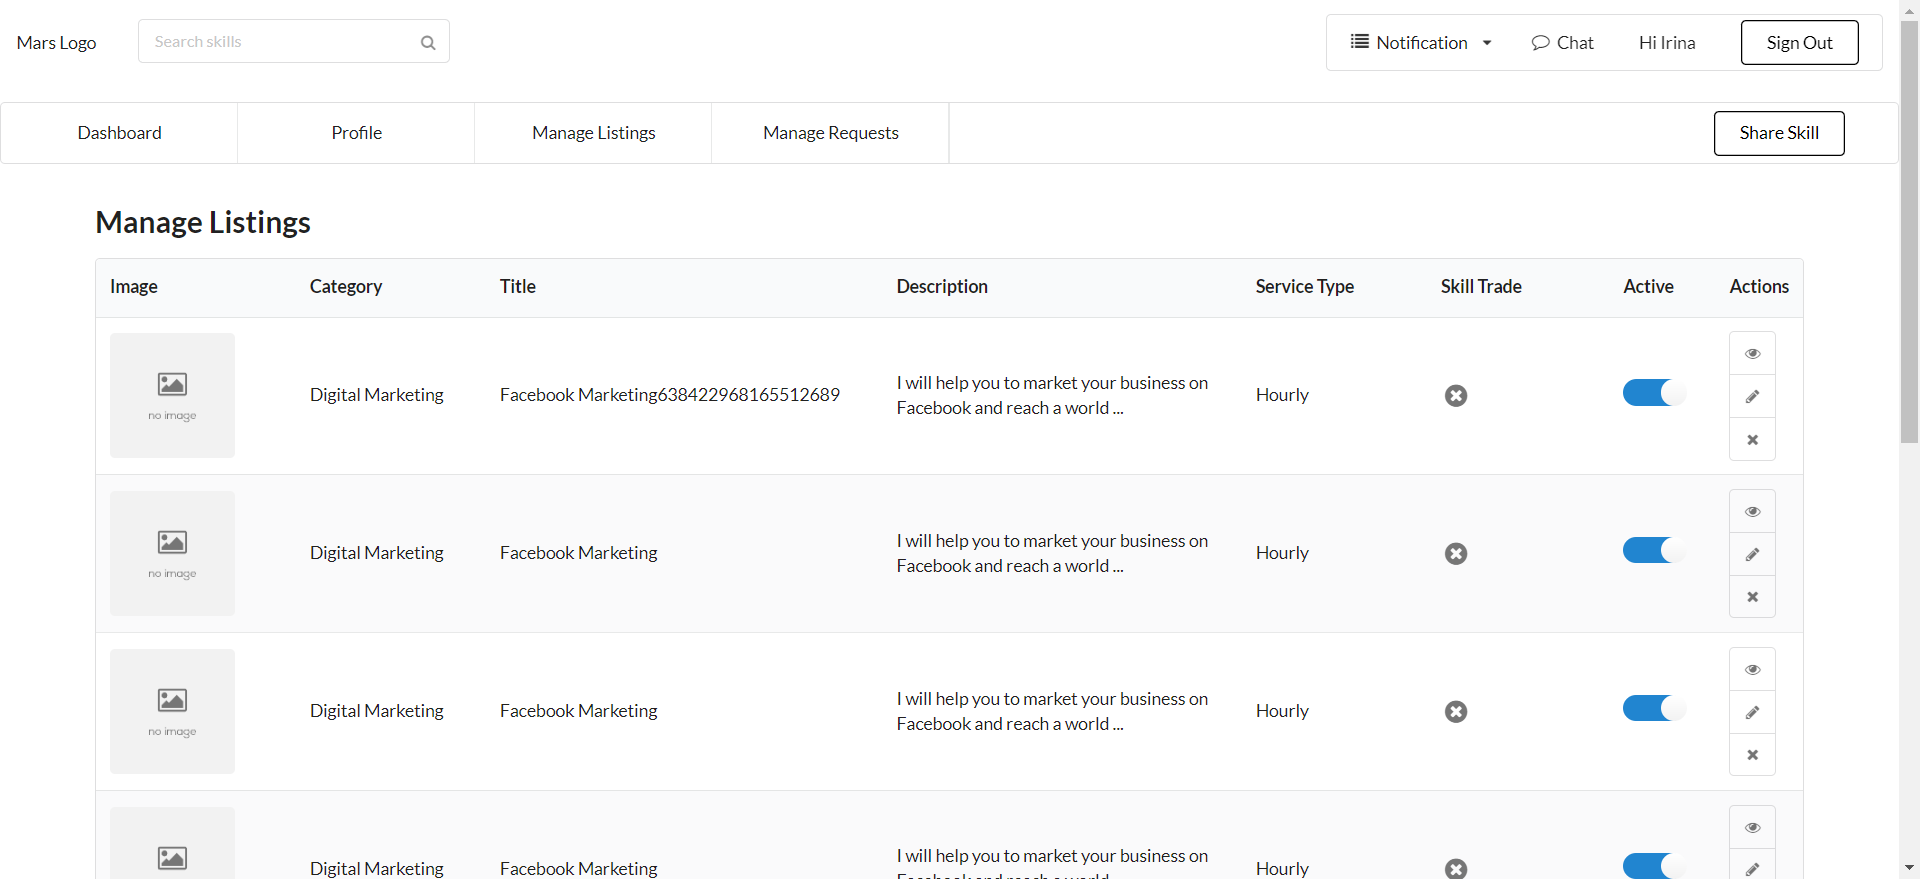 Mars Logo
Search skills
Notification
Chat
Hi Irina
Sign Out
Dashboard
Profile
Manage Listings
Manage Requests
Share Skill
Manage Listings
Image
Category
Title
Description
Service Type
Skill Trade
Active
Actions
no image
Digital Marketing
Facebook Marketing638422968165512689
I will help you to market your business on
Facebook and reach a world ...
Hourly
no image
Digital Marketing
Facebook Marketing
I will help you to market your business on
Facebook and reach a world ...
Hourly
no image
Digital Marketing
Facebook Marketing
I will help you to market your business on
Facebook and reach a world ...
Hourly
Digital Marketing
Facebook Marketing
I will help you to market your business on
Hourly